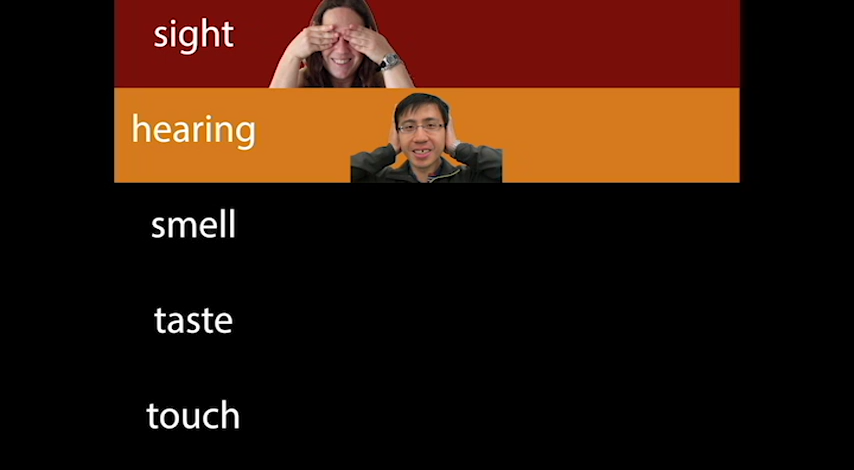 sight
hearing
smell
taste
touch